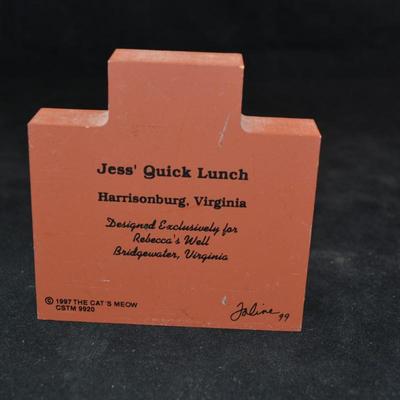 Jess' Quick Lunch
Harrisonburg, Virginia
Designed Exclusively for
Rebecca's Well
Bridgewater, Virginia
© 1997 THE CAT'S MEOW
CSTM 9920
Faline 99